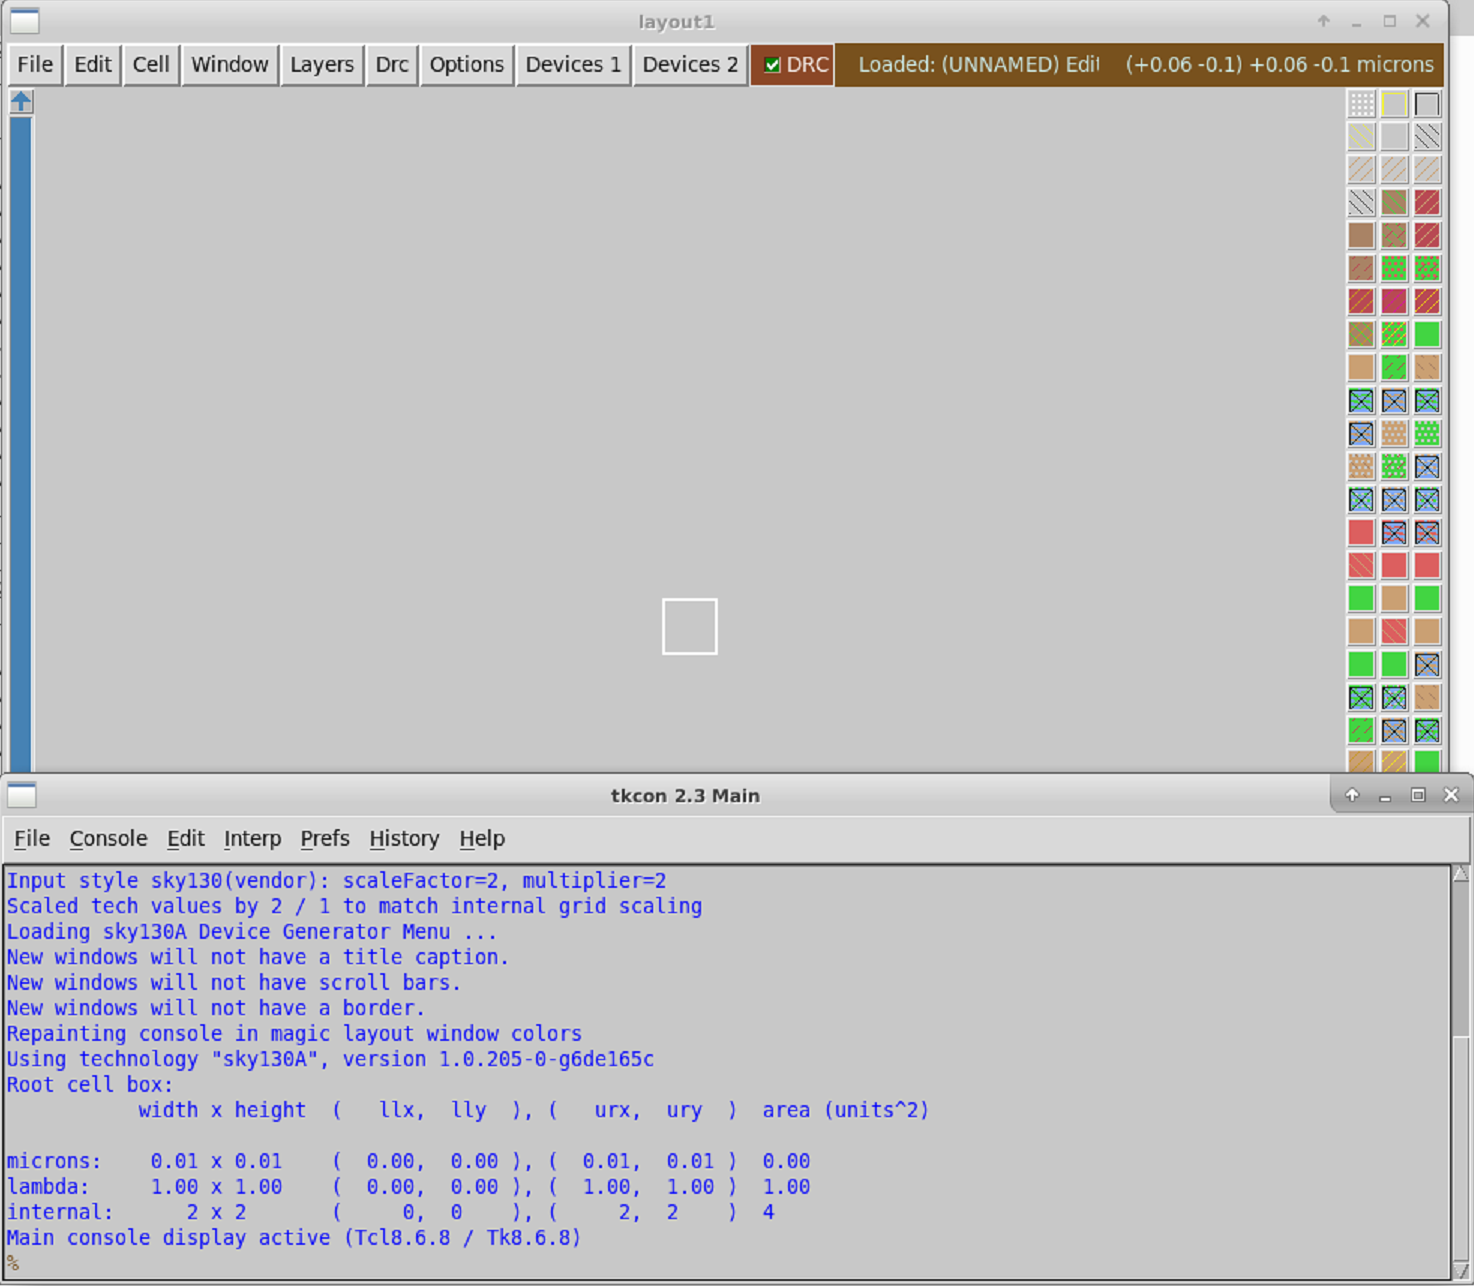 layout1
File Edit Cell Window Layers Drc Options Devices 1 Devices 2 DRC Loaded: (UNNAMED) Edit (+0.06 -0.1) +0.06 -0.1 microns
tkcon 2.3 Main
File Console Edit Interp Prefs History Help
Input style sky130(vendor): scaleFactor=2, multiplier=2
Scaled tech values by 2 / 1 to match internal grid scaling
Loading sky130A Device Generator Menu ...
New windows will not have a title caption.
New windows will not have scroll bars.
New windows will not have a border.
Repainting console in magic layout window colors
Using technology "sky130A", version 1.0.205-0-g6de165c
Root cell box:
width x height ( llx, lly ), ( urx, ury ) area (units^2)
microns: 0.01 x 0.01 ( 0.00, 0.00 ), ( 0.01, 0.01 ) 0.00
lambda: 1.00 x 1.00 ( 0.00, 0.00 ), ( 1.00, 1.00 ) 1.00
internal: 2 x 2 ( 0, 0 ), ( 2, 2 ) 4
Main console display active (Tcl8.6.8 / Tk8.6.8)
%